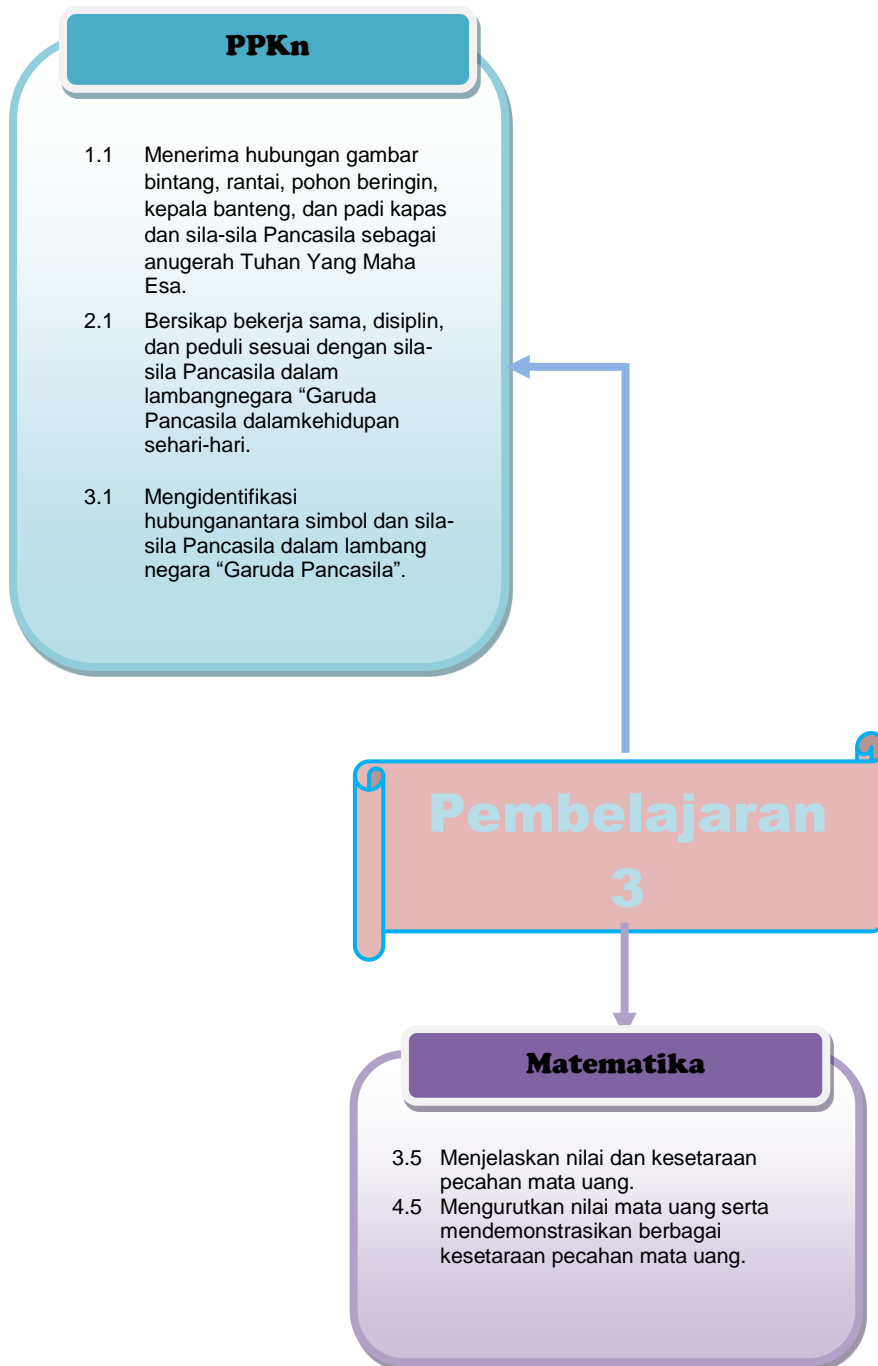 PPKn
1.1 Menerima hubungan gambar
bintang, rantai, pohon beringin,
kepala banteng, dan padi kapas
dan sila-sila Pancasila sebagai
anugerah Tuhan Yang Maha
Esa.
2.1 Bersikap bekerja sama, disiplin,
dan peduli sesuai dengan sila-
sila Pancasila dalam
lambangnegara “Garuda
Pancasila dalamkehidupan
sehari-hari.
3.1 Mengidentifikasi
hubunganantara simbol dan sila-
sila Pancasila dalam lambang
negara “Garuda Pancasila”.
Pembelajaran
3
Matematika
3.5 Menjelaskan nilai dan kesetaraan
pecahan mata uang.
4.5 Mengurutkan nilai mata uang serta
mendemonstrasikan berbagai
kesetaraan pecahan mata uang.